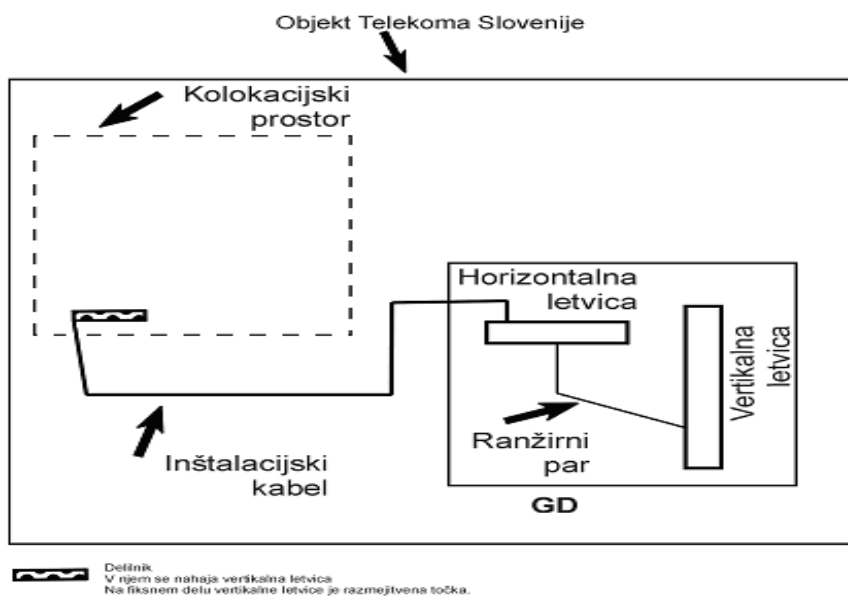 Objekt Telekoma Slovenije
Kolokacijski
prostor
Horizontalna
letvica
Vertikalna
letvica
Ranžirni
par
Inštalacijski
kabel
GD
Delilnik
V njem se nahaja vertikalna letvica
Na fiksnem delu vertikalne letvice je razmejitvena točka.